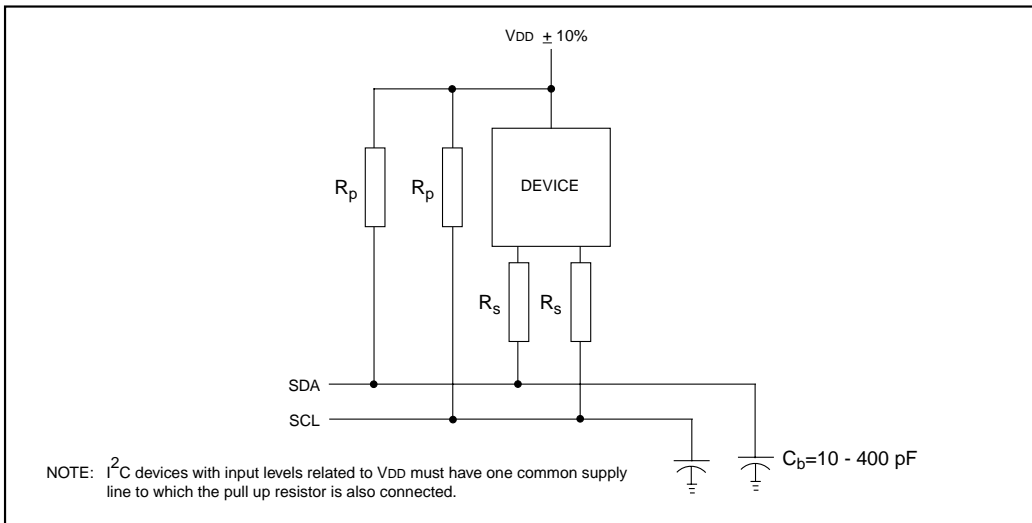 VDD ± 10%
DEVICE
Rp Rp
Rs Rs
SDA
SCL
Cb=10 - 400 pF
NOTE: I2C devices with input levels related to VDD must have one common supply
line to which the pull up resistor is also connected.